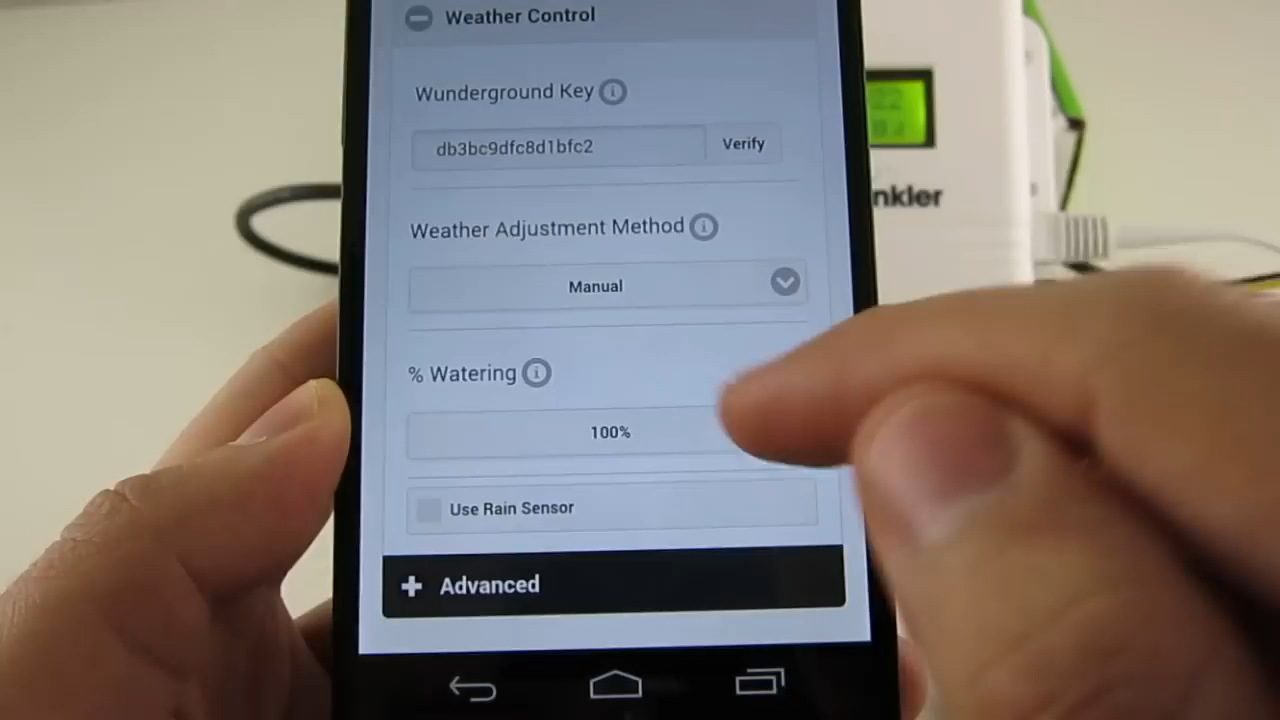 Weather Control
Wunderground Key
db3bc9dfc8d1bfc2
Verify
Weather Adjustment Method
Manual
% Watering
100%
Use Rain Sensor
Advanced
nkler